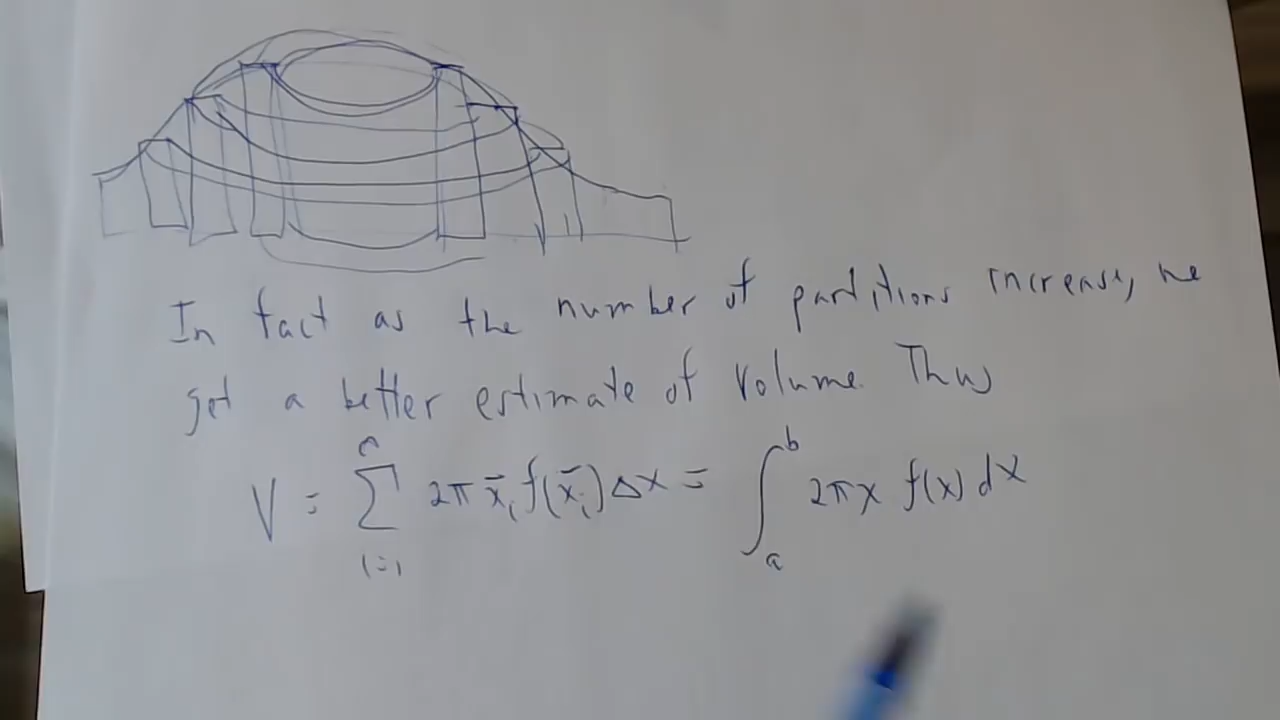 In fact as the number of partitions increase, we
get a better estimate of volume. Thus
V = ∑_{i=1}^{n} 2π x̄_i f(x̄_i) Δx = ∫_a^b 2πx f(x) dx